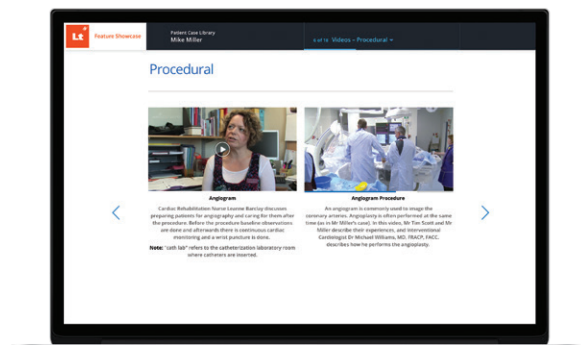 Lt
Feature Showcase
Patient Case Library
Mike Miller
6 of 16 Videos – Procedural
Procedural
Angiogram
Cardiac Rehabilitation Nurse Leanne Barclay discusses
preparing patients for angiography and caring for them after
the procedure. Before the procedure baseline observations
are done and afterwards there is continuous cardiac
monitoring and a wrist puncture is done.
Note: "cath lab" refers to the catheterization laboratory room
where catheters are inserted.
Angiogram Procedure
An angiogram is commonly used to image the
coronary arteries. Angioplasty is often performed at the same
time (as in Mr Miller's case). In this video, Mr Tim Scott and Mr
Miller describe their experiences, and Interventional
Cardiologist Dr Michael Williams, MD, FRACP, FACC,
describes how he performs the angioplasty.